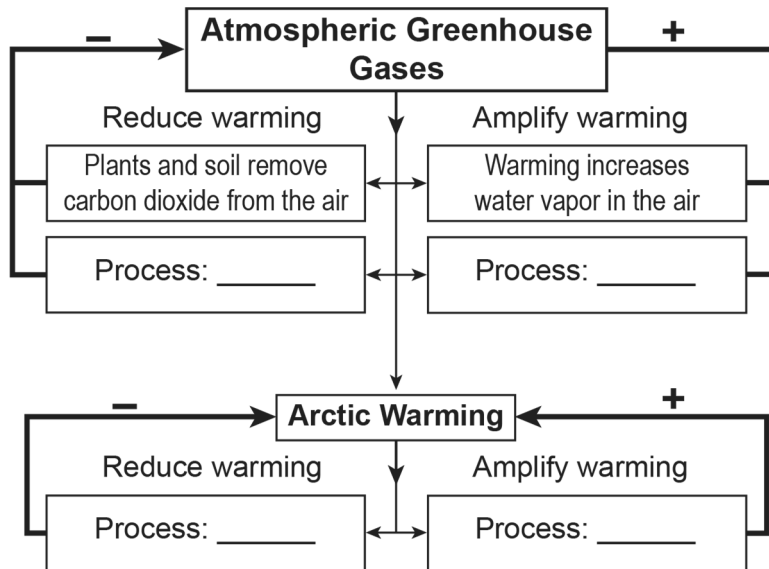 −
Atmospheric Greenhouse
Gases
+
Reduce warming
Amplify warming
Plants and soil remove
carbon dioxide from the air
Warming increases
water vapor in the air
Process: ______
Process: ______
−
Arctic Warming
+
Reduce warming
Amplify warming
Process: ______
Process: ______